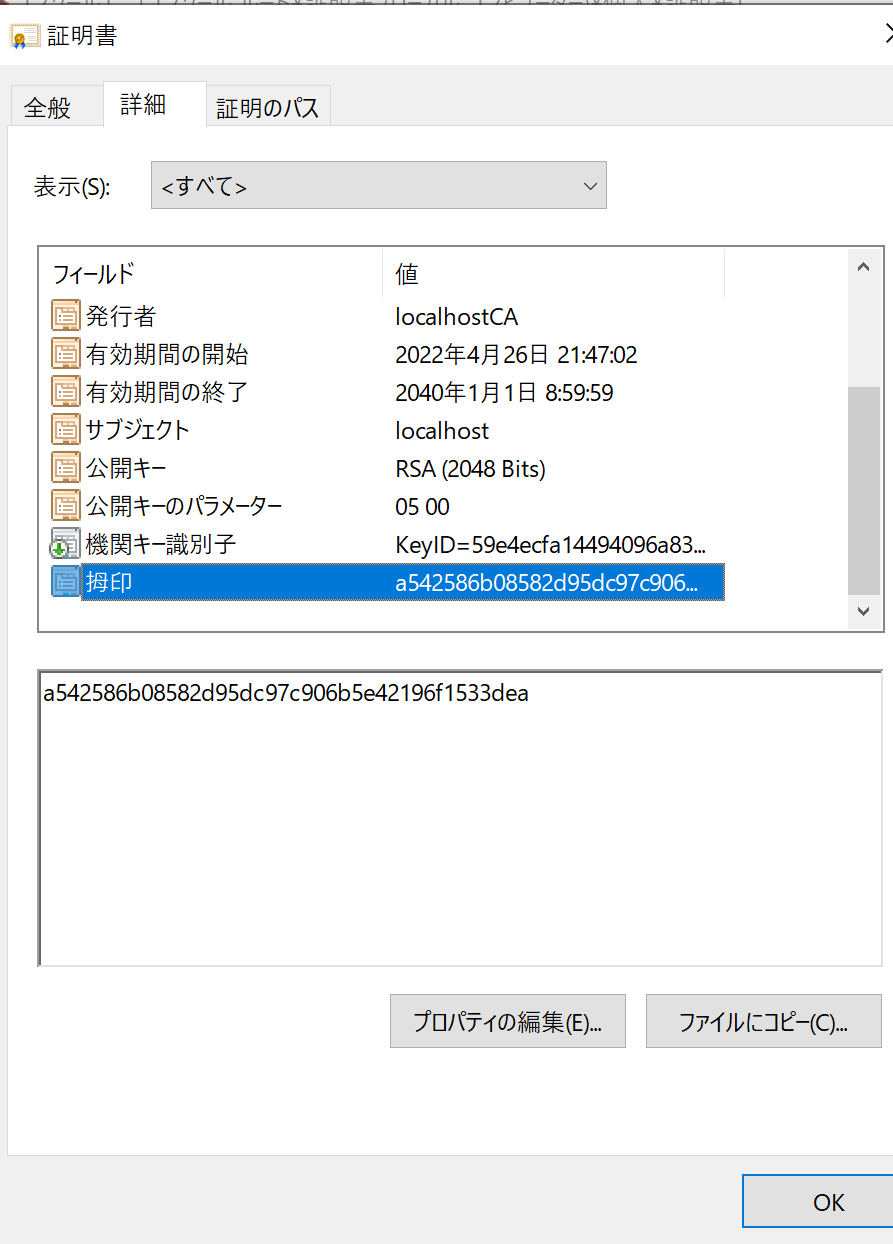 証明書
全般 詳細 証明のパス
表示(S): <すべて>
フィールド 値
発行者 localhostCA
有効期間の開始 2022年4月26日 21:47:02
有効期間の終了 2040年1月1日 8:59:59
サブジェクト localhost
公開キー RSA (2048 Bits)
公開キーのパラメーター 05 00
機関キー識別子 KeyID=59e4ecfa14494096a83...
拇印 a542586b08582d95dc97c906...
a542586b08582d95dc97c906b5e42196f1533dea
プロパティの編集(E)... ファイルにコピー(C)...
OK